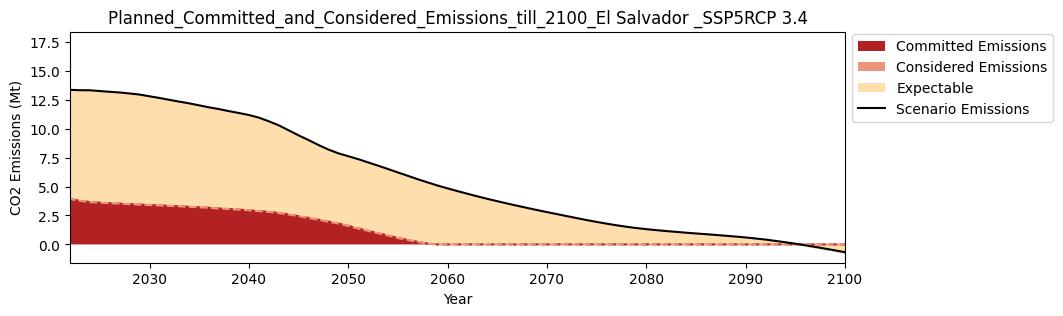 Planned_Committed_and_Considered_Emissions_till_2100_El Salvador _SSP5RCP 3.4
17.5
15.0
12.5
10.0
7.5
5.0
2.5
0.0
CO2 Emissions (Mt)
2030
2040
2050
2060
2070
2080
2090
2100
Year
Committed Emissions
Considered Emissions
Expectable
Scenario Emissions